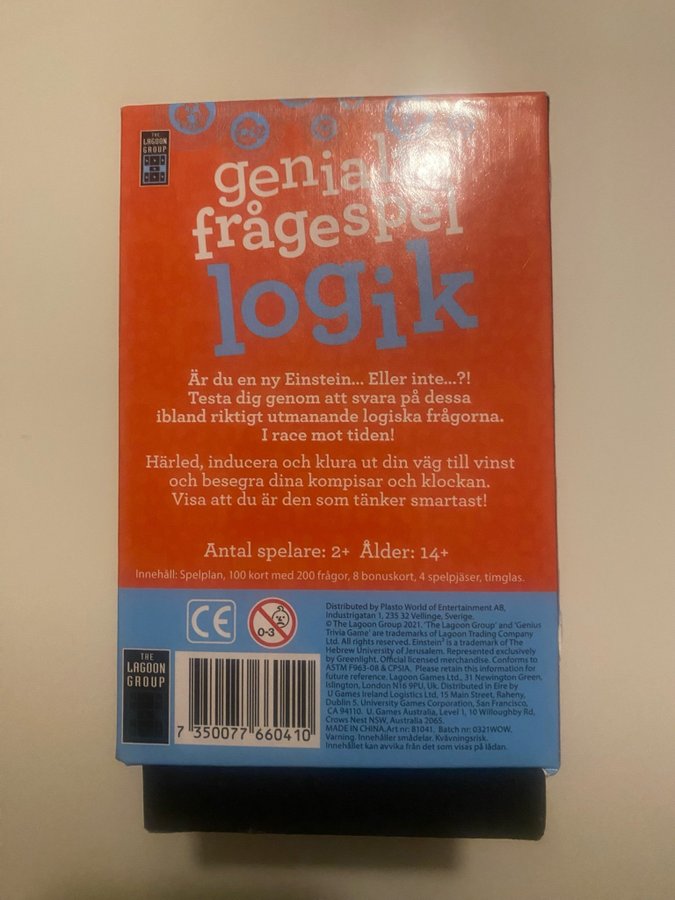 THE
LAGOON
GROUP
genialt
frågespel
logik
Är du en ny Einstein... Eller inte...?!
Testa dig genom att svara på dessa
ibland riktigt utmanande logiska frågorna.
I race mot tiden!
Härled, inducera och klura ut din väg till vinst
och besegra dina kompisar och klockan.
Visa att du är den som tänker smartast!
Antal spelare: 2+ Ålder: 14+
Innehåll: Spelplan, 100 kort med 200 frågor, 8 bonuskort, 4 spelpjäser, timglas.
CE
0-3
THE
LAGOON
GROUP
7 350077 660410
Distributed by Plasto World of Entertainment AB,
Industrigatan 1, 235 32 Vellinge, Sverige.
© The Lagoon Group 2021. 'The Lagoon Group' and 'Genius
Trivia Game' are trademarks of Lagoon Trading Company
Ltd. All rights reserved. Einstein® is a trademark of The
Hebrew University of Jerusalem. Represented exclusively
by Greenlight. Official licensed merchandise. Conforms to
ASTM F963-08 & CPSIA. Please retain this information for
future reference. Lagoon Games Ltd., 31 Newington Green,
Islington, London N16 9PU, Uk. Distributed in Eire by
U Games Ireland Logistics Ltd, 15 Main Street, Raheny,
Dublin 5. University Games Corporation, San Francisco,
CA 94110. U. Games Australia, Level 1, 10 Willoughby Rd,
Crows Nest NSW, Australia 2065.
MADE IN CHINA. Art nr: B1041, Batch nr: 0321WOW.
Varning. Innehåller smådelar. Kvävningsrisk.
Innehållet kan avvika från det som visas på lådan.